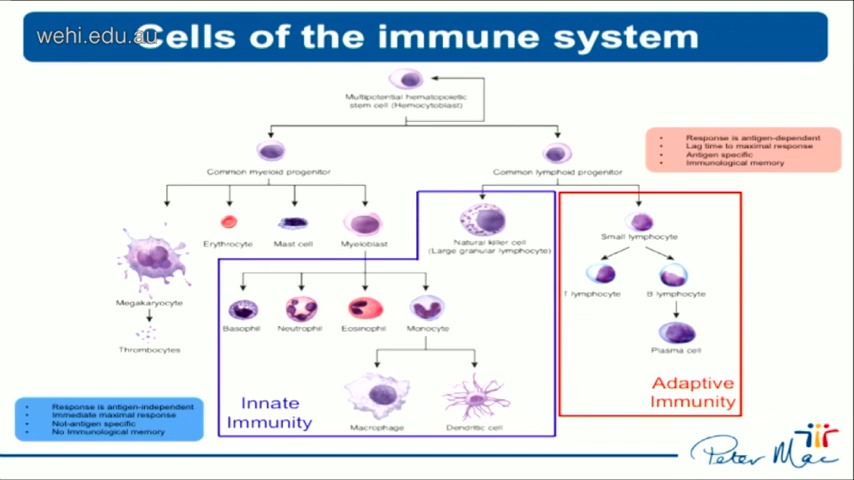 wehi.edu.au
Cells of the immune system
Multipotential hematopoietic
stem cell (Hemocytoblast)
Common myeloid progenitor
Common lymphoid progenitor
• Response is antigen-dependent
• Lag time to maximal response
• Antigen specific
• Immunological memory
Erythrocyte
Mast cell
Myeloblast
Natural killer cell
(Large granular lymphocyte)
Small lymphocyte
Megakaryocyte
T lymphocyte
B lymphocyte
Basophil
Neutrophil
Eosinophil
Monocyte
Thrombocytes
Plasma cell
Adaptive
Immunity
Innate
Immunity
Macrophage
Dendritic cell
• Response is antigen-independent
• Immediate maximal response
• Not-antigen specific
• No Immunological memory
Peter Mac